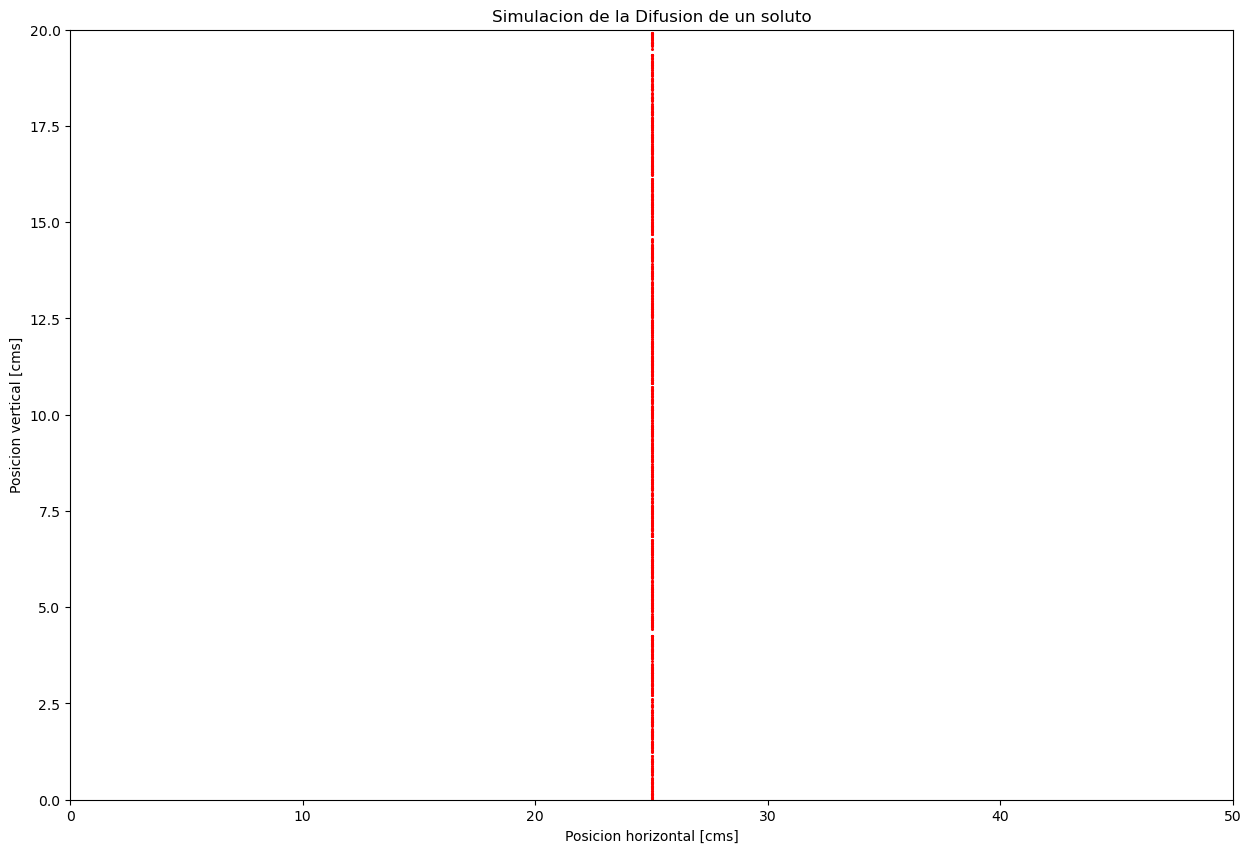 Simulacion de la Difusion de un soluto
20.0
17.5
15.0
12.5
10.0
7.5
5.0
2.5
0.0
Posicion vertical [cms]
0 10 20 30 40 50
Posicion horizontal [cms]